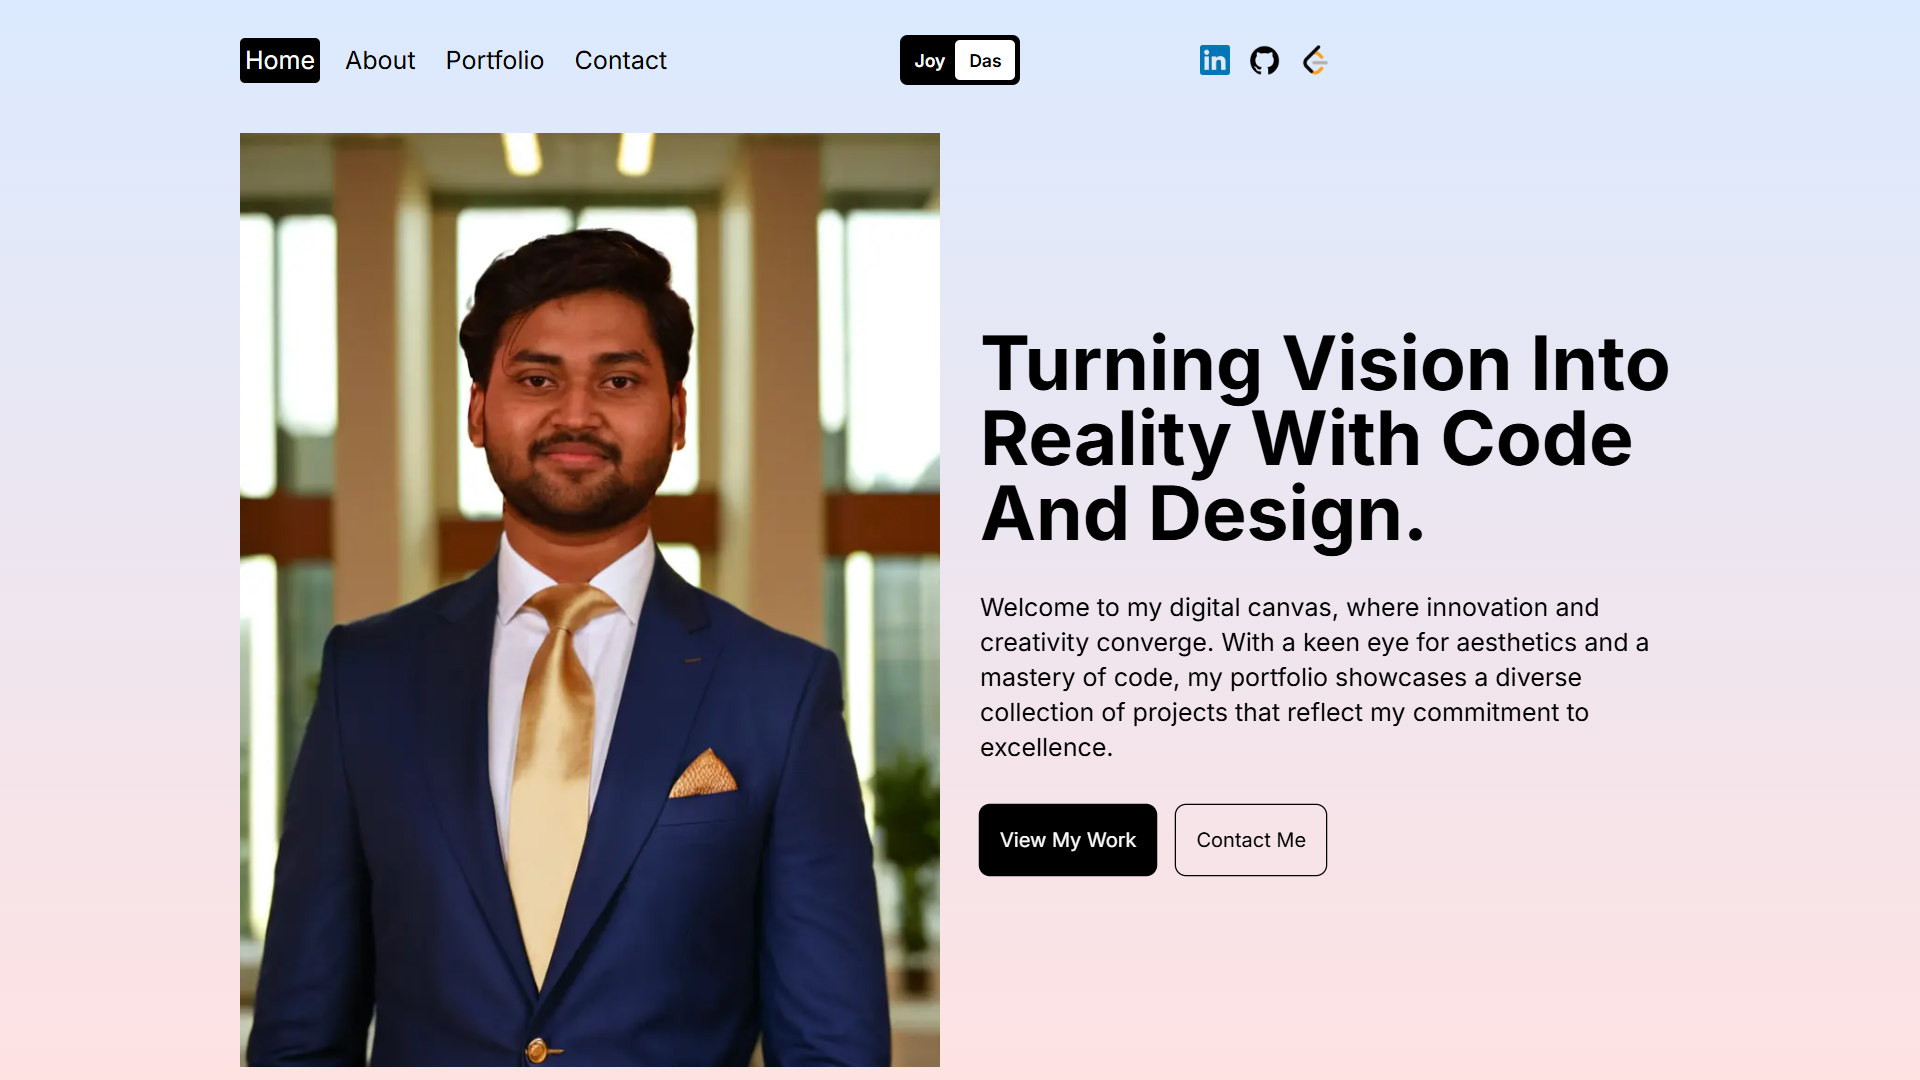 Home About Portfolio Contact Joy Das in
Turning Vision Into
Reality With Code
And Design.
Welcome to my digital canvas, where innovation and
creativity converge. With a keen eye for aesthetics and a
mastery of code, my portfolio showcases a diverse
collection of projects that reflect my commitment to
excellence.
View My Work Contact Me